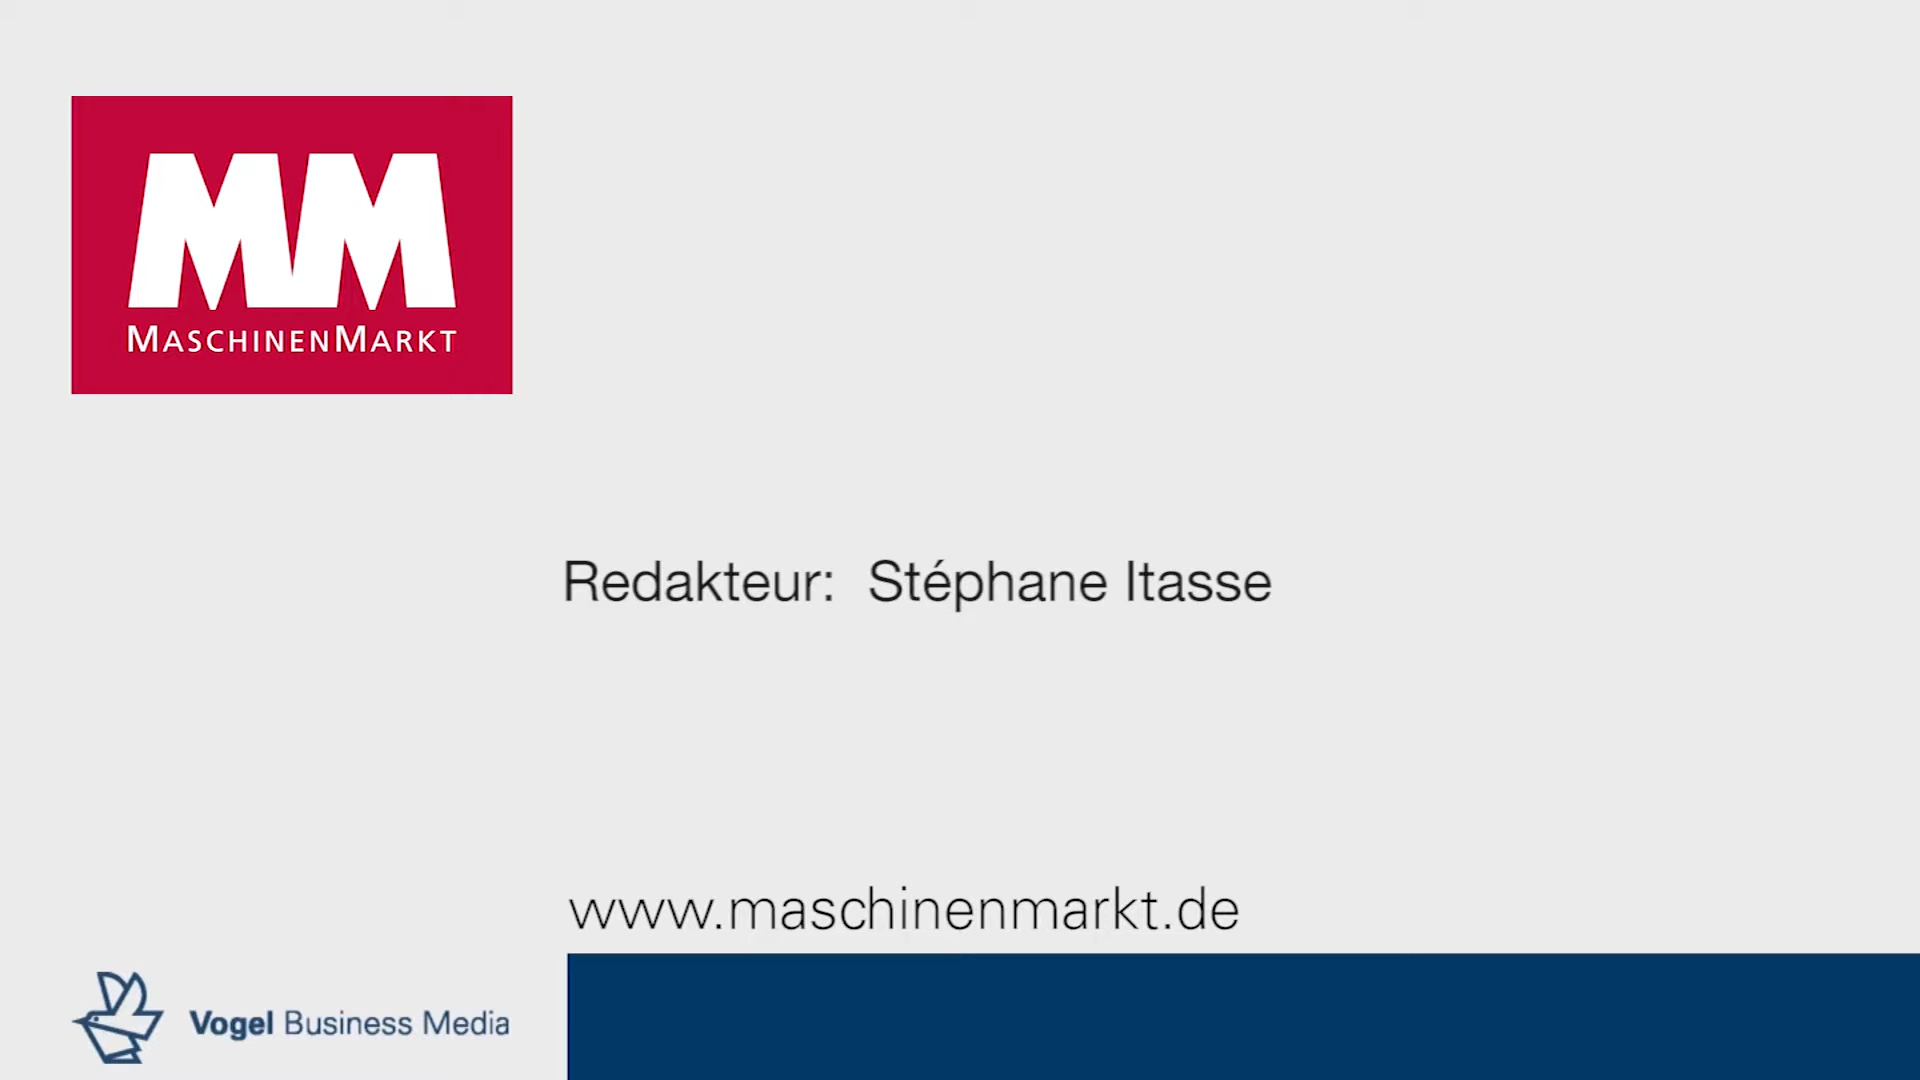 MM
MASCHINENMARKT
Redakteur: Stéphane Itasse
www.maschinenmarkt.de
Vogel Business Media